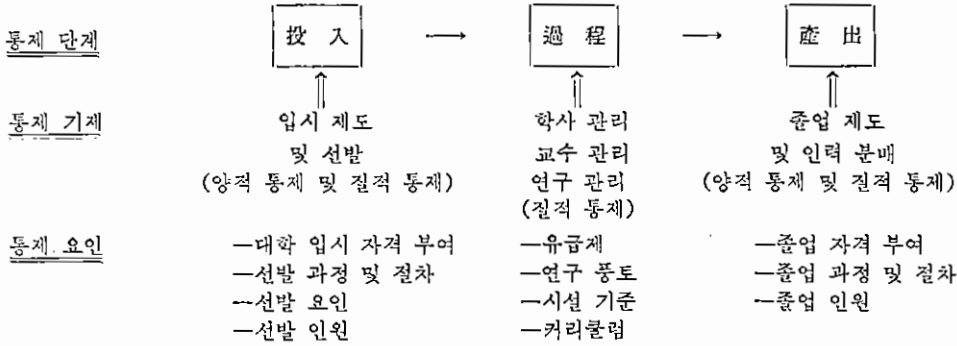 통제 단계 投 入 → 過 程 → 産 出
통제 기제 입시 제도 학사 관리 졸업 제도
및 선발 교수 관리 및 인력 분배
(양적 통제 및 질적 통제) 연구 관리 (양적 통제 및 질적 통제)
(질적 통제)
통제 요인 —대학 입시 자격 부여 —유급제 —졸업 자격 부여
—선발 과정 및 절차 —연구 풍토 —졸업 과정 및 절차
—선발 요인 —시설 기준 —졸업 인원
—선발 인원 —커리큘럼